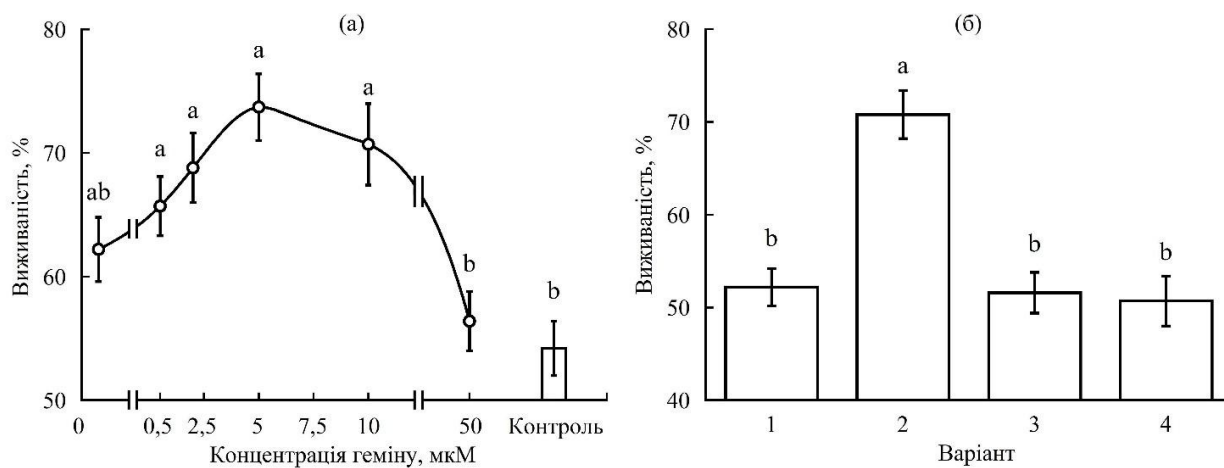 (а)
Виживаність, %
80
70
60
50
ab
a
a
a
a
b
b
0
0,5
2,5
5
7,5
10
50
Контроль
Концентрація геміну, мкМ
(б)
Виживаність, %
80
70
60
50
40
b
a
b
b
1
2
3
4
Варіант